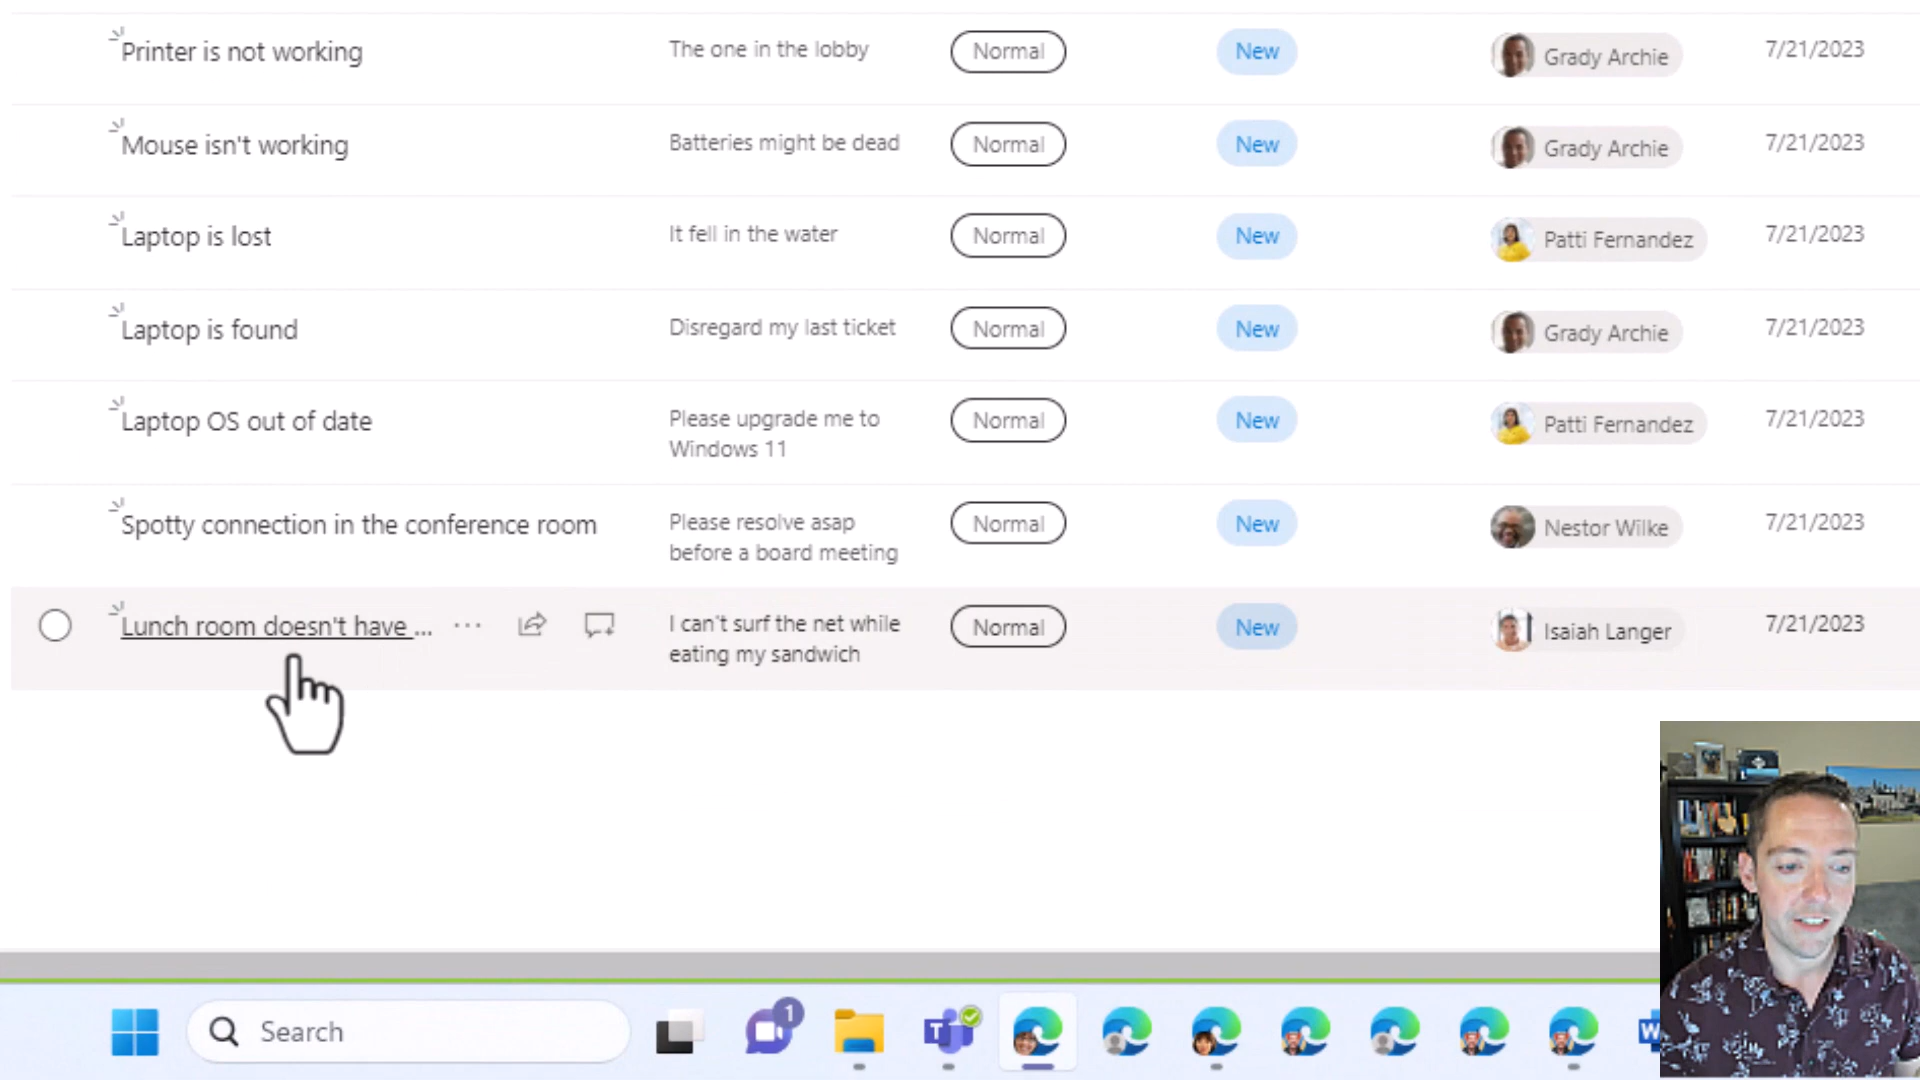 Printer is not working The one in the lobby Normal New Grady Archie 7/21/2023
Mouse isn't working Batteries might be dead Normal New Grady Archie 7/21/2023
Laptop is lost It fell in the water Normal New Patti Fernandez 7/21/2023
Laptop is found Disregard my last ticket Normal New Grady Archie 7/21/2023
Laptop OS out of date Please upgrade me to Normal New Patti Fernandez 7/21/2023
Windows 11
Spotty connection in the conference room Please resolve asap Normal New Nestor Wilke 7/21/2023
before a board meeting
Lunch room doesn't have ... I can't surf the net while Normal New Isaiah Langer 7/21/2023
eating my sandwich
Search 1 T W